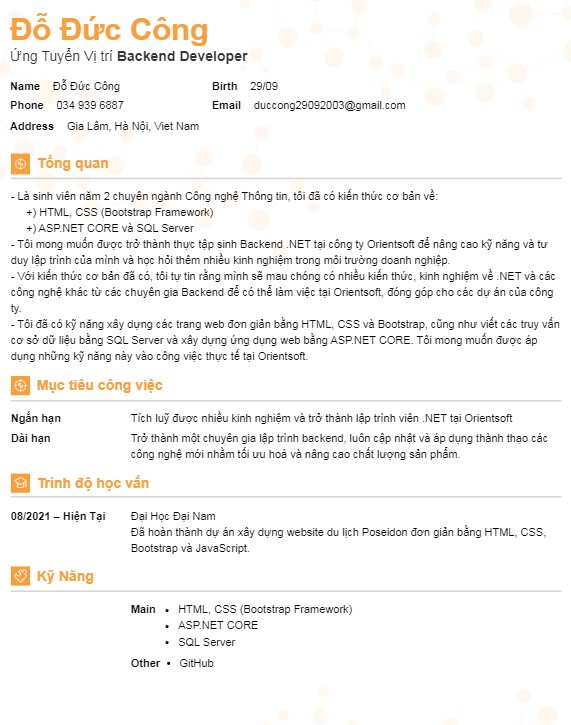 Đỗ Đức Công
Ứng Tuyển Vị trí Backend Developer
Name Đỗ Đức Công Birth 29/09
Phone 034 939 6887 Email duccong29092003@gmail.com
Address Gia Lâm, Hà Nội, Viet Nam
Tổng quan
- Là sinh viên năm 2 chuyên ngành Công nghệ Thông tin, tôi đã có kiến thức cơ bản về:
+) HTML, CSS (Bootstrap Framework)
+) ASP.NET CORE và SQL Server
- Tôi mong muốn được trở thành thực tập sinh Backend .NET tại công ty Orientsoft để nâng cao kỹ năng và tư
duy lập trình của mình và học hỏi thêm nhiều kinh nghiệm trong môi trường doanh nghiệp.
- Với kiến thức cơ bản đã có, tôi tự tin rằng mình sẽ mau chóng có nhiều kiến thức, kinh nghiệm về .NET và các
công nghệ khác từ các chuyên gia Backend để có thể làm việc tại Orientsoft, đóng góp cho các dự án của công
ty.
- Tôi đã có kỹ năng xây dựng các trang web đơn giản bằng HTML, CSS và Bootstrap, cũng như viết các truy vấn
cơ sở dữ liệu bằng SQL Server và xây dựng ứng dụng web bằng ASP.NET CORE. Tôi mong muốn được áp
dụng những kỹ năng này vào công việc thực tế tại Orientsoft.
Mục tiêu công việc
Ngắn hạn Tích luỹ được nhiều kinh nghiệm và trở thành lập trình viên .NET tại Orientsoft
Dài hạn Trở thành một chuyên gia lập trình backend, luôn cập nhật và áp dụng thành thạo các
công nghệ mới nhằm tối ưu hoá và nâng cao chất lượng sản phẩm.
Trình độ học vấn
08/2021 – Hiện Tại Đại Học Đại Nam
Đã hoàn thành dự án xây dựng website du lịch Poseidon đơn giản bằng HTML, CSS,
Bootstrap và JavaScript.
Kỹ Năng
Main • HTML, CSS (Bootstrap Framework)
• ASP.NET CORE
• SQL Server
Other • GitHub